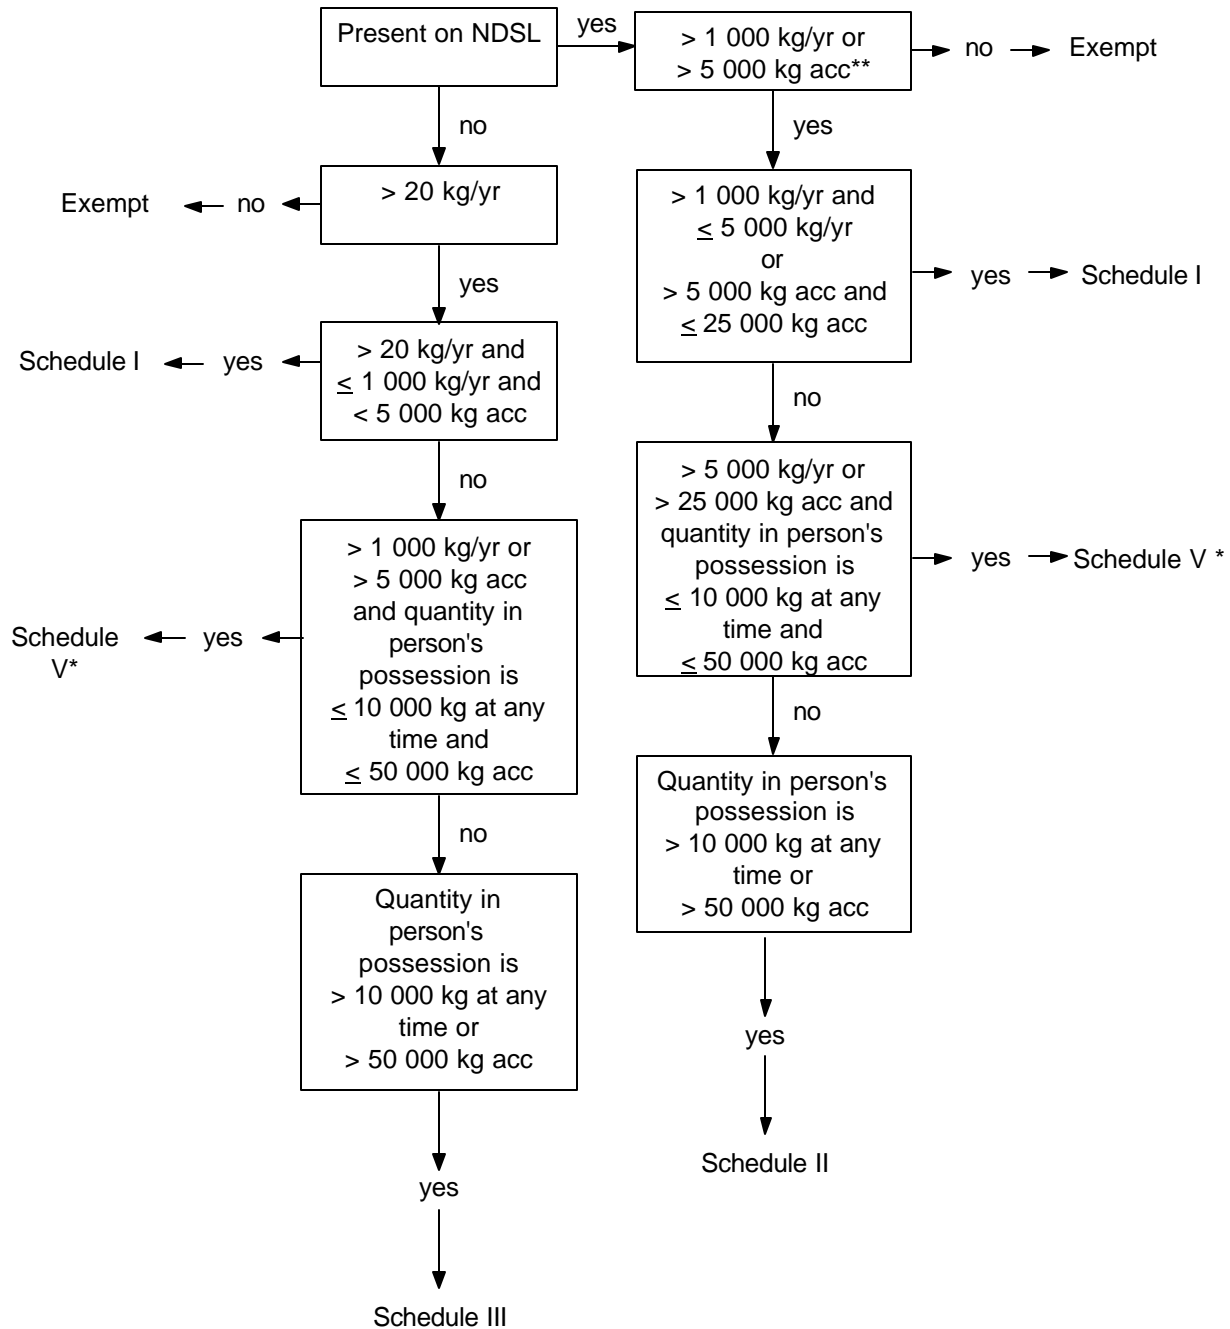 Present on NDSL
yes
> 1 000 kg/yr or
> 5 000 kg acc**
no
Exempt
no
yes
Exempt
no
> 20 kg/yr
> 1 000 kg/yr and
≤ 5 000 kg/yr
or
> 5 000 kg acc and
≤ 25 000 kg acc
yes
Schedule I
yes
Schedule I
yes
> 20 kg/yr and
≤ 1 000 kg/yr and
< 5 000 kg acc
no
no
> 5 000 kg/yr or
> 25 000 kg acc and
quantity in person's
possession is
≤ 10 000 kg at any
time and
≤ 50 000 kg acc
yes
Schedule V *
Schedule
V*
yes
> 1 000 kg/yr or
> 5 000 kg acc
and quantity in
person's
possession is
≤ 10 000 kg at any
time and
≤ 50 000 kg acc
no
Quantity in person's
possession is
> 10 000 kg at any
time or
> 50 000 kg acc
no
Quantity in
person's
possession is
> 10 000 kg at any
time or
> 50 000 kg acc
yes
Schedule II
yes
Schedule III